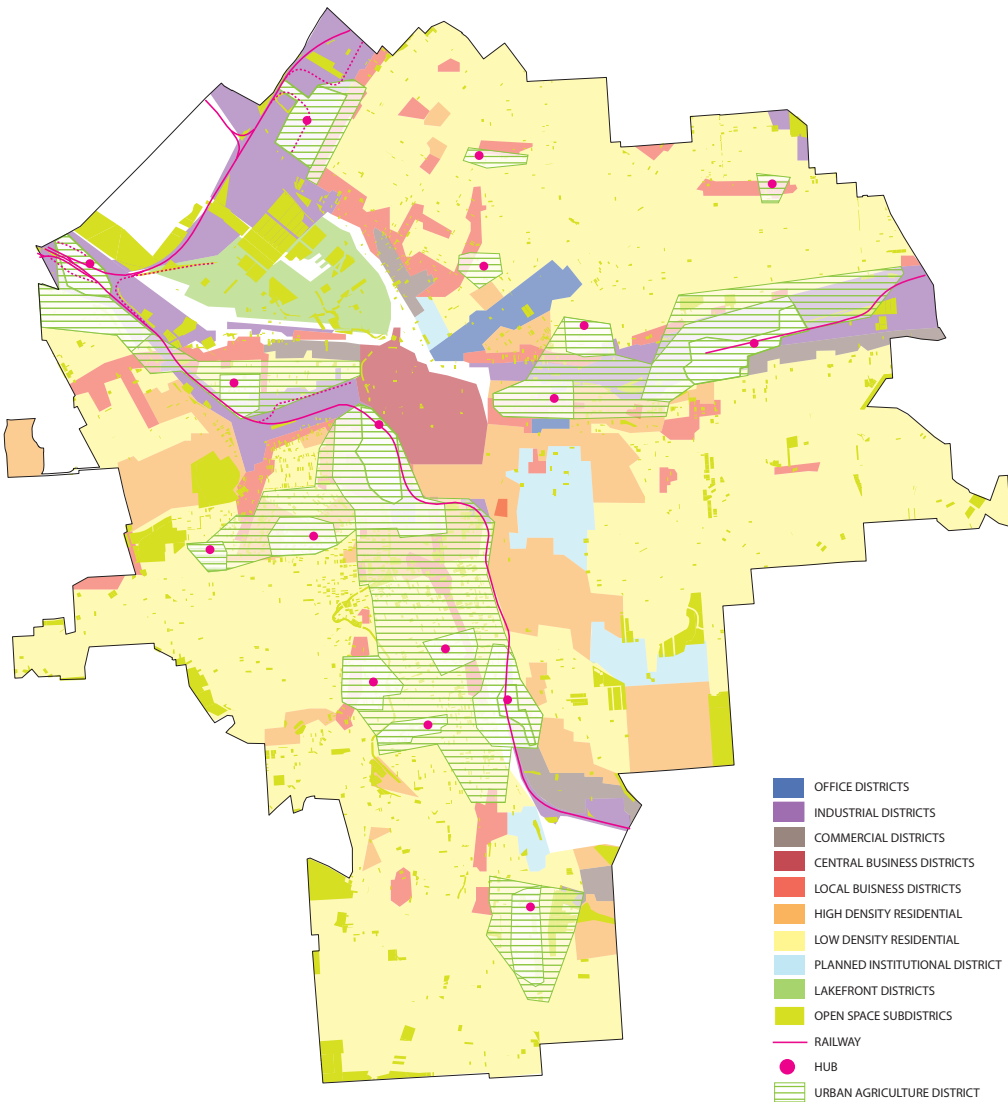 OFFICE DISTRICTS
INDUSTRIAL DISTRICTS
COMMERCIAL DISTRICTS
CENTRAL BUSINESS DISTRICTS
LOCAL BUISNESS DISTRICTS
HIGH DENSITY RESIDENTIAL
LOW DENSITY RESIDENTIAL
PLANNED INSTITUTIONAL DISTRICT
LAKEFRONT DISTRICTS
OPEN SPACE SUBDISTRICS
RAILWAY
HUB
URBAN AGRICULTURE DISTRICT